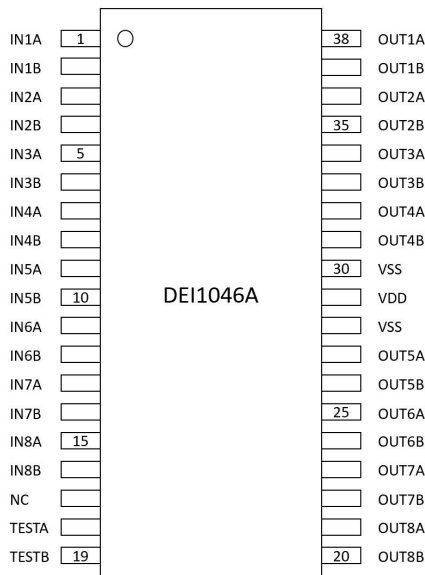 IN1A 1 38 OUT1A
IN1B OUT1B
IN2A OUT2A
IN2B 35 OUT2B
IN3A 5 OUT3A
IN3B OUT3B
IN4A OUT4A
IN4B OUT4B
IN5A 30 VSS
IN5B 10 DEI1046A VDD
IN6A VSS
IN6B OUT5A
IN7A OUT5B
IN7B 25 OUT6A
IN8A 15 OUT6B
IN8B OUT7A
NC OUT7B
TESTA OUT8A
TESTB 19 20 OUT8B